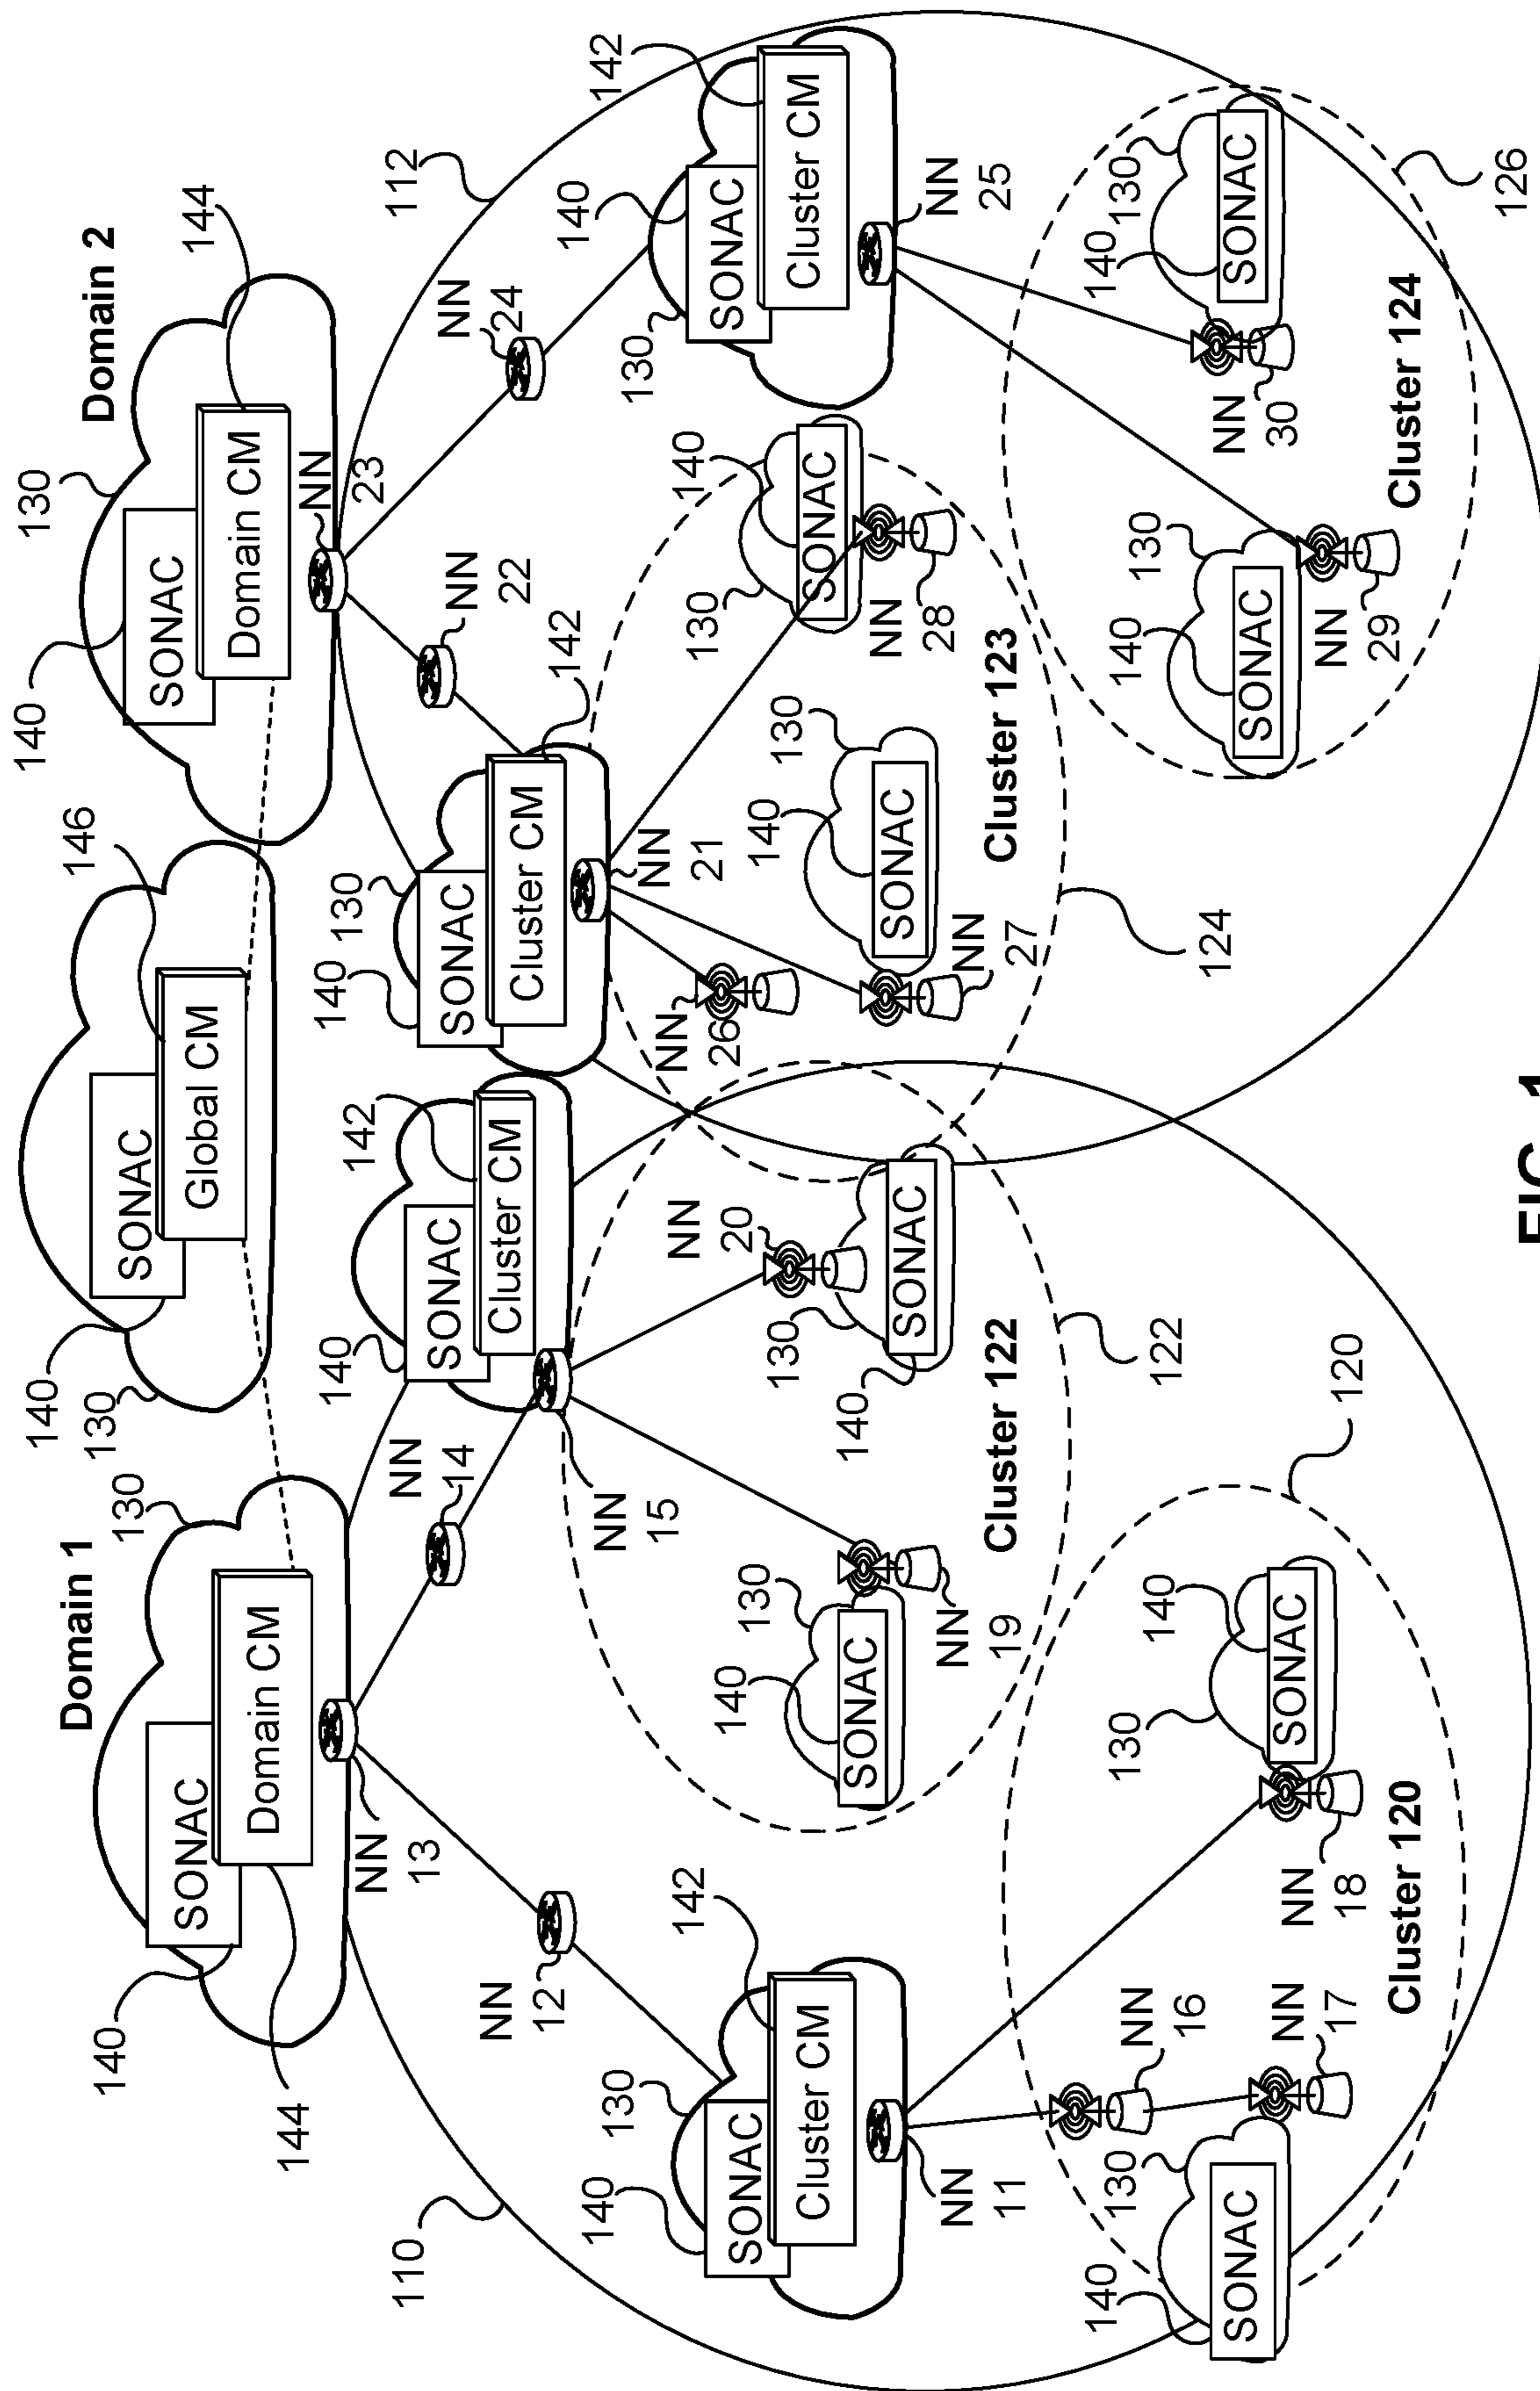 Domain 1
130
SONAC
Domain CM
140
144
NN
13
140
130
SONAC
Global CM
146
Domain 2
140
130
SONAC
Domain CM
144
NN
23
110
NN
12
NN
14
140
130
SONAC
Cluster CM
142
NN
11
140
SONAC
Cluster CM
142
NN
15
140
130
SONAC
Cluster CM
142
NN
21
NN
22
NN
24
112
130
140
SONAC
Cluster CM
142
NN
25
140
130
SONAC
NN
19
NN
20
130
140
SONAC
Cluster 122
122
NN
26
NN
27
140
130
SONAC
130
140
SONAC
NN
28
Cluster 123
124
140
130
SONAC
NN
16
NN
17
130
140
SONAC
NN
18
Cluster 120
120
140
130
SONAC
NN
29
140
130
SONAC
NN
30
Cluster 124
126
FIG. 1